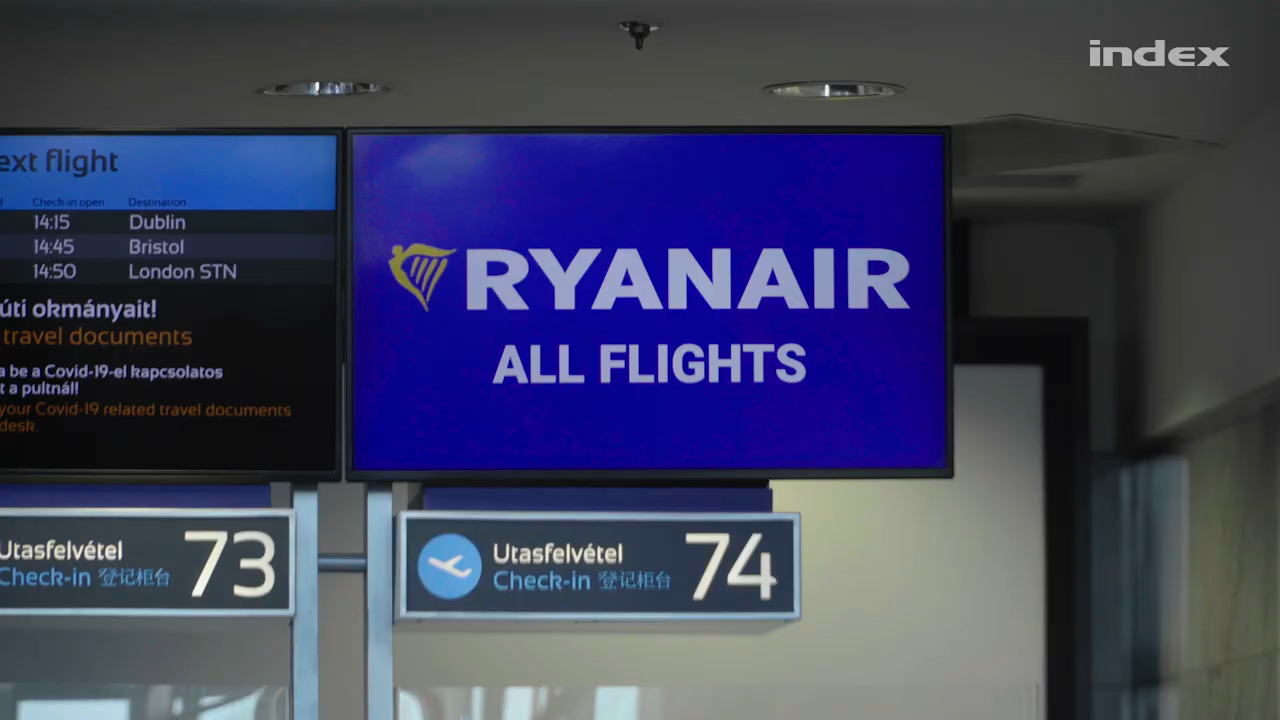 index
ext flight
Check-in open Destination
14:15 Dublin
14:45 Bristol
14:50 London STN
úti okmányait!
travel documents
a be a Covid-19-el kapcsolatos
t a pultnál!
your Covid-19 related travel documents
desk.
RYANAIR
ALL FLIGHTS
Utasfelvétel
Check-in 登记柜台
73
Utasfelvétel
Check-in 登记柜台
74